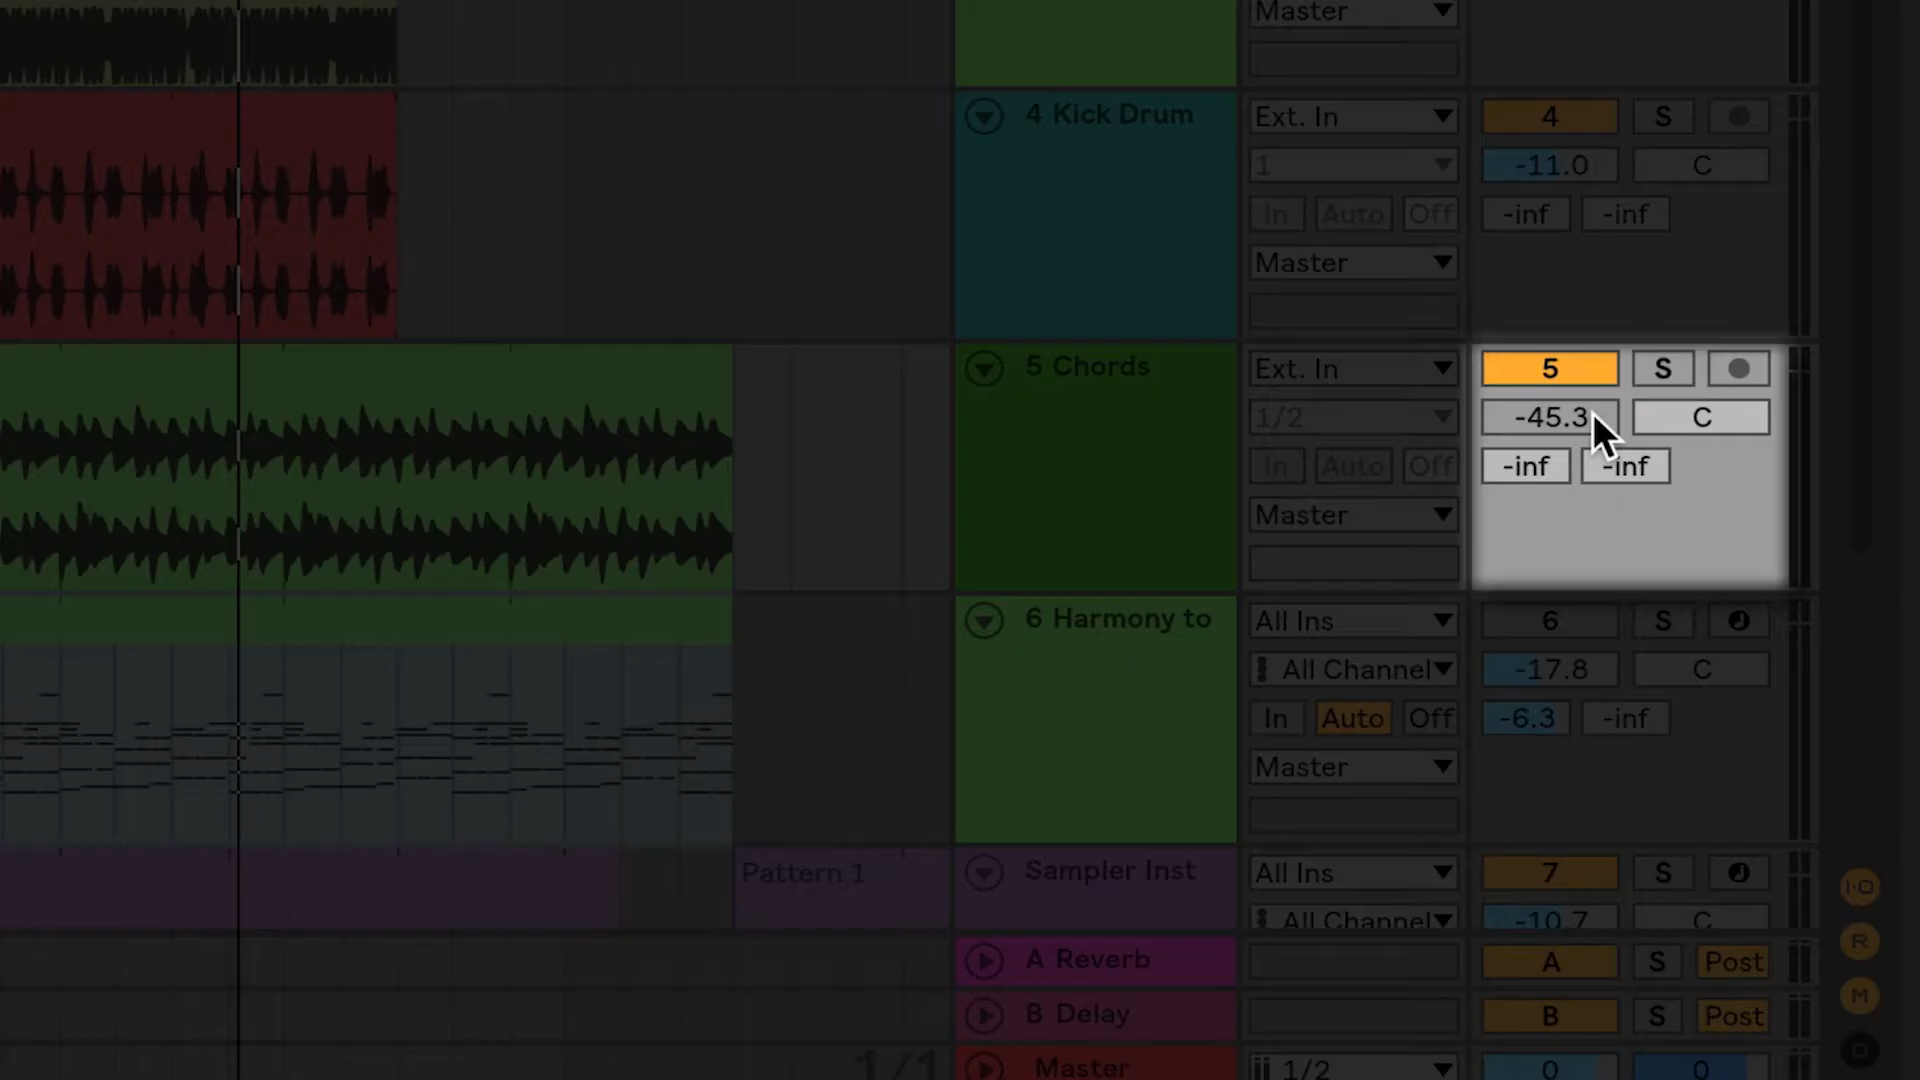 Master
4 Kick Drum
Ext. In
4 S
1
-11.0 C
In Auto Off
-inf -inf
Master
5 Chords
Ext. In
5 S
1/2
-45.3 C
In Auto Off
-inf -inf
Master
6 Harmony to
All Ins
6 S
All Channel
-17.8 C
In Auto Off
-6.3 -inf
Master
Pattern 1
Sampler Inst
All Ins
7 S
All Channel
-10.7 C
I·O
A Reverb
A S Post
R
M
B Delay
B S Post
D
1/1
Master
1/2
0 0